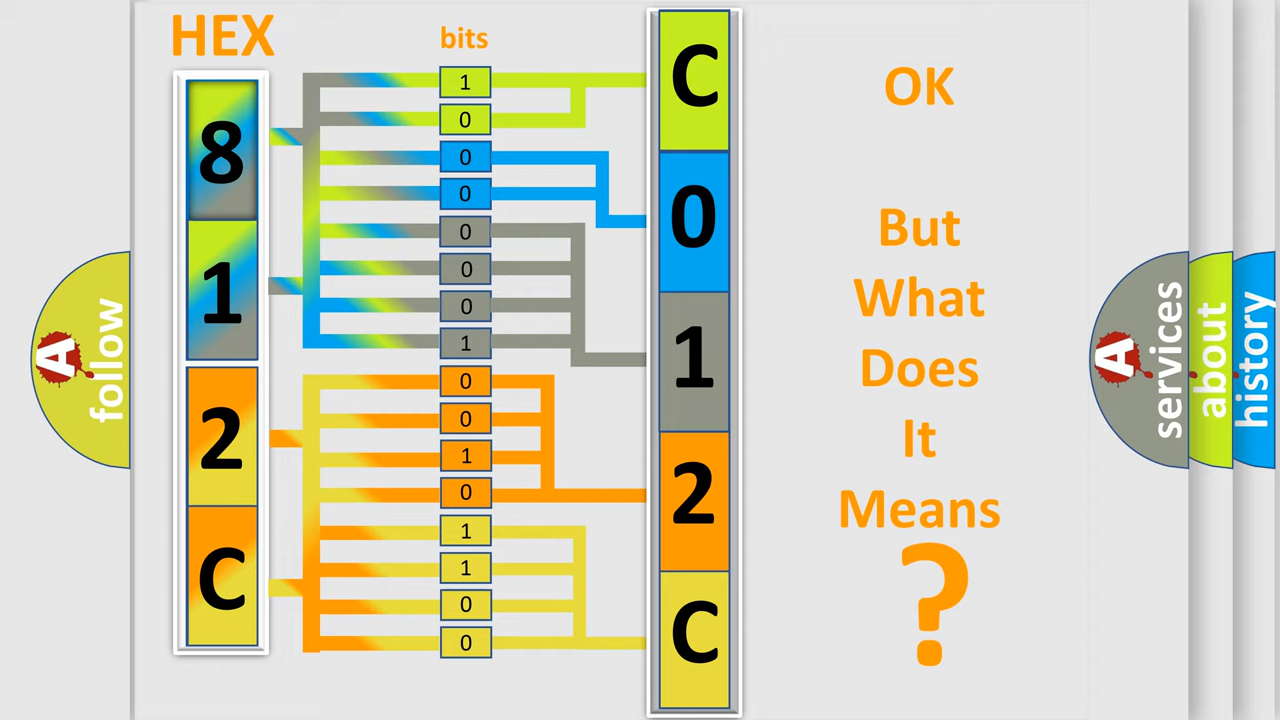 HEX
bits
8
1
2
C
1
0
0
0
0
0
0
1
0
0
1
0
1
1
0
0
C
0
1
2
C
OK
But
What
Does
It
Means
?
A
follow
A
services
about
history